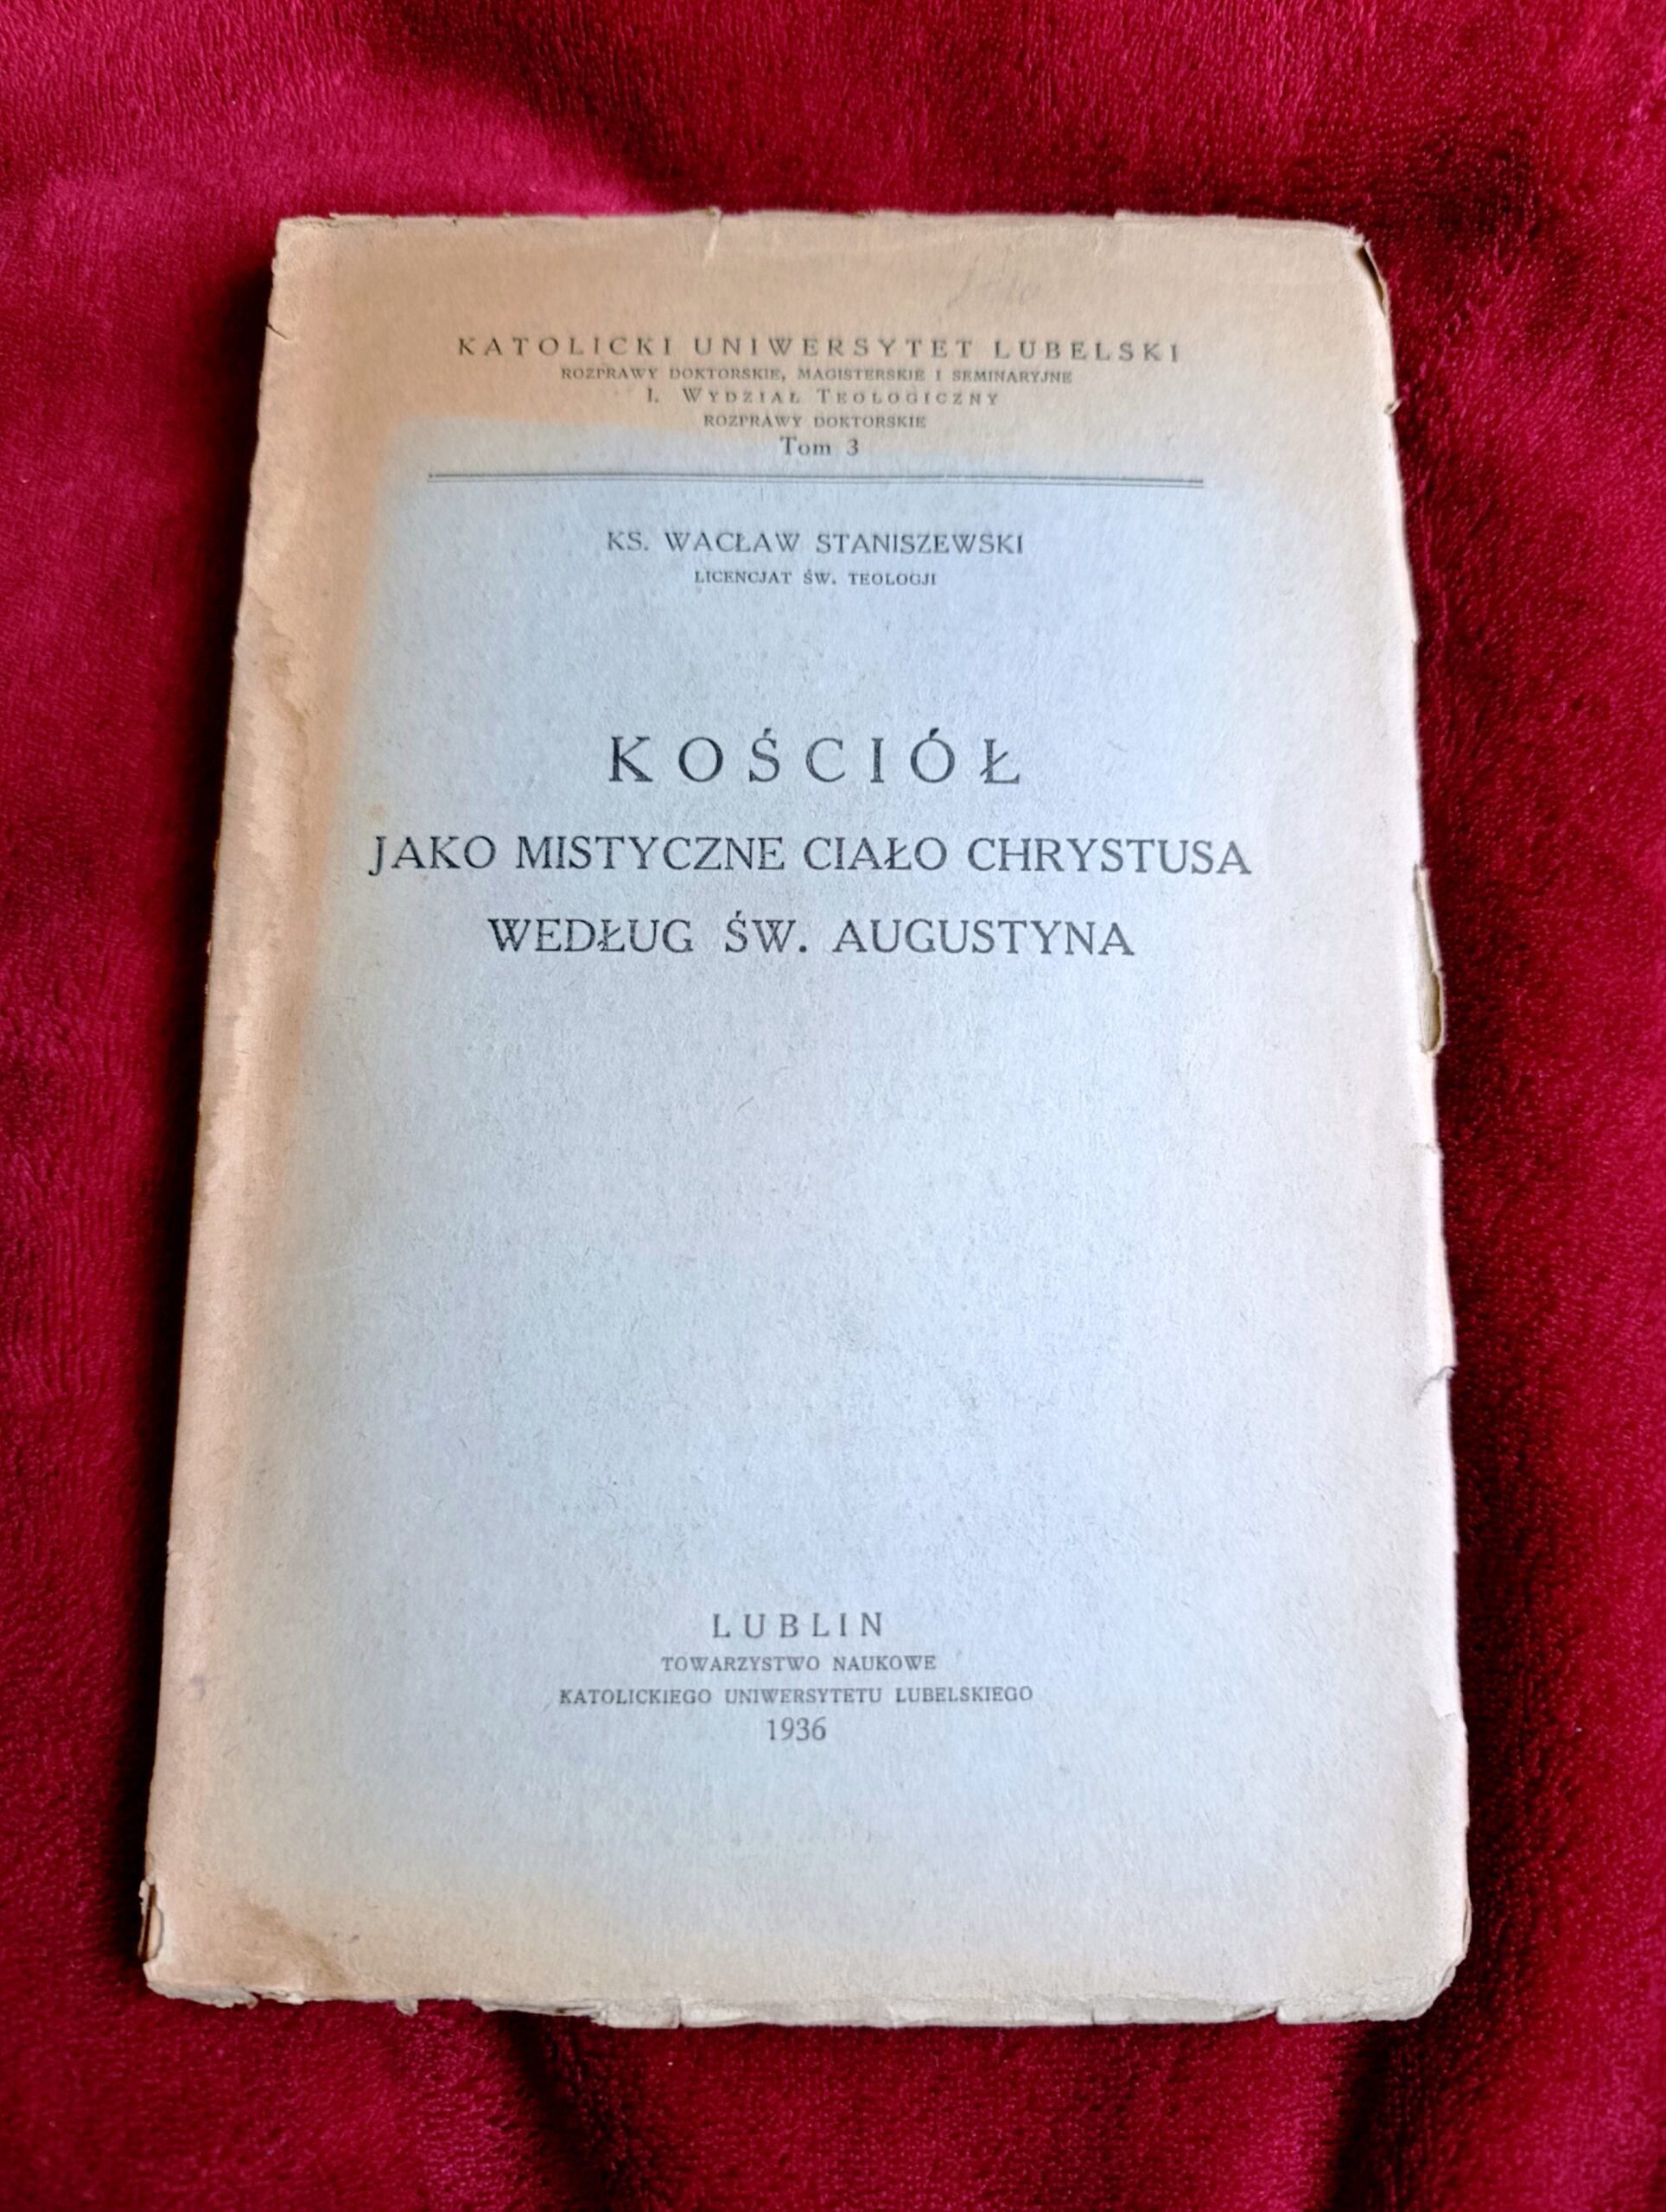 KATOLICKI UNIWERSYTET LUBELSKI
ROZPRAWY DOKTORSKIE, MAGISTERSKIE I SEMINARYJNE
I. WYDZIAŁ TEOLOGICZNY
ROZPRAWY DOKTORSKIE
Tom 3
KS. WACŁAW STANISZEWSKI
LICENCJAT ŚW. TEOLOGJI
KOŚCIÓŁ
JAKO MISTYCZNE CIAŁO CHRYSTUSA
WEDŁUG ŚW. AUGUSTYNA
LUBLIN
TOWARZYSTWO NAUKOWE
KATOLICKIEGO UNIWERSYTETU LUBELSKIEGO
1936